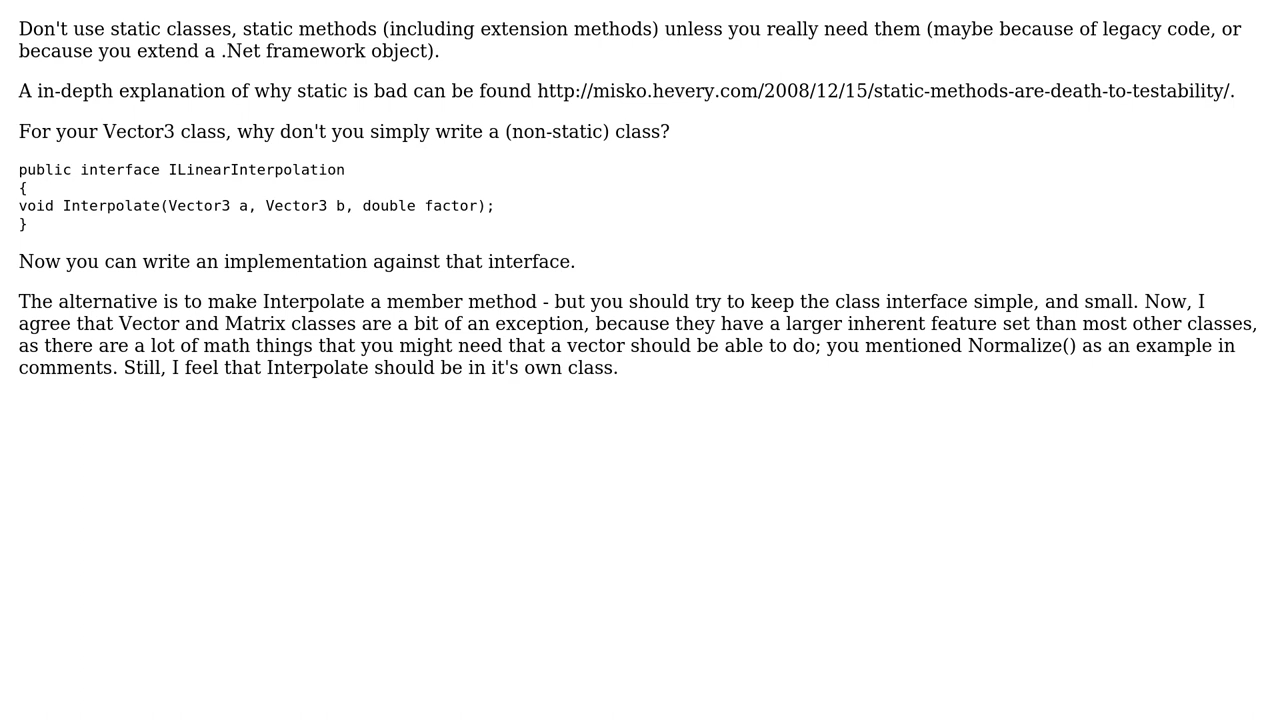 Don't use static classes, static methods (including extension methods) unless you really need them (maybe because of legacy code, or
because you extend a .Net framework object).
A in-depth explanation of why static is bad can be found http://misko.hevery.com/2008/12/15/static-methods-are-death-to-testability/.
For your Vector3 class, why don't you simply write a (non-static) class?
public interface ILinearInterpolation
{
void Interpolate(Vector3 a, Vector3 b, double factor);
}
Now you can write an implementation against that interface.
The alternative is to make Interpolate a member method - but you should try to keep the class interface simple, and small. Now, I
agree that Vector and Matrix classes are a bit of an exception, because they have a larger inherent feature set than most other classes,
as there are a lot of math things that you might need that a vector should be able to do; you mentioned Normalize() as an example in
comments. Still, I feel that Interpolate should be in it's own class.